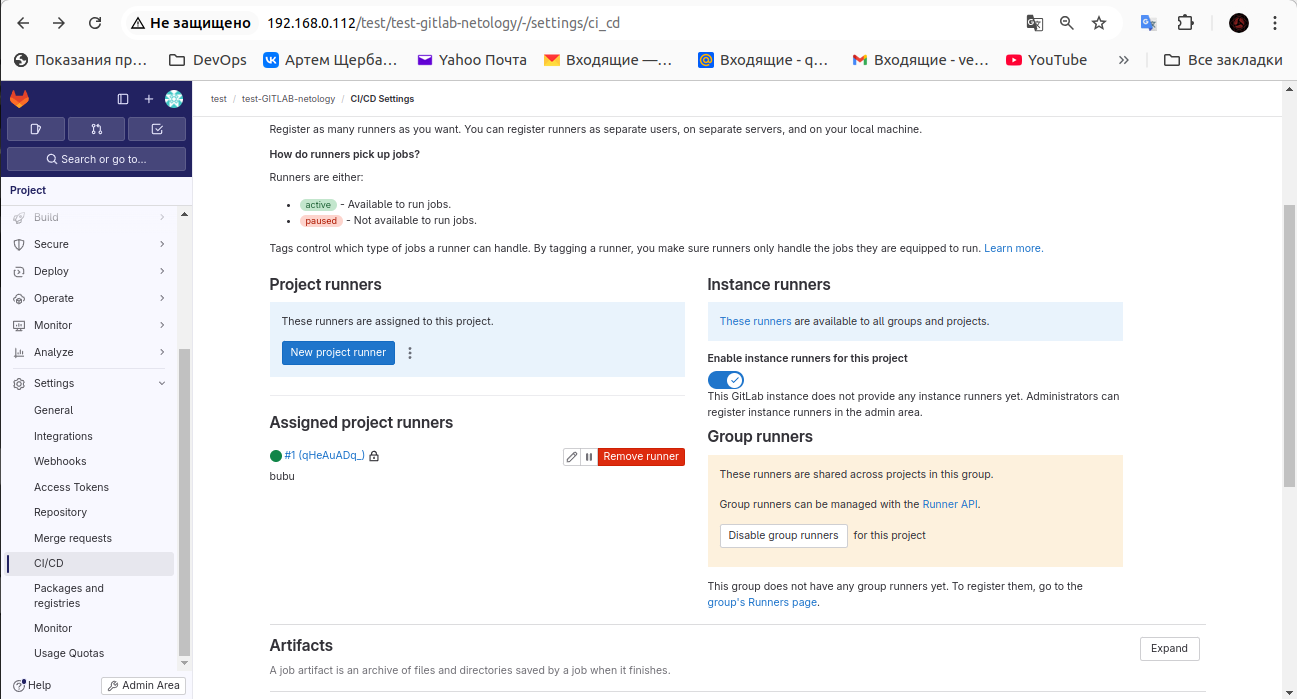 Не защищено 192.168.0.112/test/test-gitlab-netology/-/settings/ci_cd
Показания пр... DevOps Артем Щерба... Yahoo Почта Входящие —... Входящие - q... Входящие - ve... YouTube » Все закладки
test / test-GITLAB-netology / CI/CD Settings
Search or go to...
Project
Build
Secure
Deploy
Operate
Monitor
Analyze
Settings
General
Integrations
Webhooks
Access Tokens
Repository
Merge requests
CI/CD
Packages and
registries
Monitor
Usage Quotas
Help
Admin Area
Register as many runners as you want. You can register runners as separate users, on separate servers, and on your local machine.
How do runners pick up jobs?
Runners are either:
active - Available to run jobs.
paused - Not available to run jobs.
Tags control which type of jobs a runner can handle. By tagging a runner, you make sure runners only handle the jobs they are equipped to run. Learn more.
Project runners
These runners are assigned to this project.
New project runner
Assigned project runners
#1 (qHeAuADq_)
Remove runner
bubu
Instance runners
These runners are available to all groups and projects.
Enable instance runners for this project
This GitLab instance does not provide any instance runners yet. Administrators can
register instance runners in the admin area.
Group runners
These runners are shared across projects in this group.
Group runners can be managed with the Runner API.
Disable group runners for this project
This group does not have any group runners yet. To register them, go to the
group's Runners page.
Artifacts
Expand
A job artifact is an archive of files and directories saved by a job when it finishes.